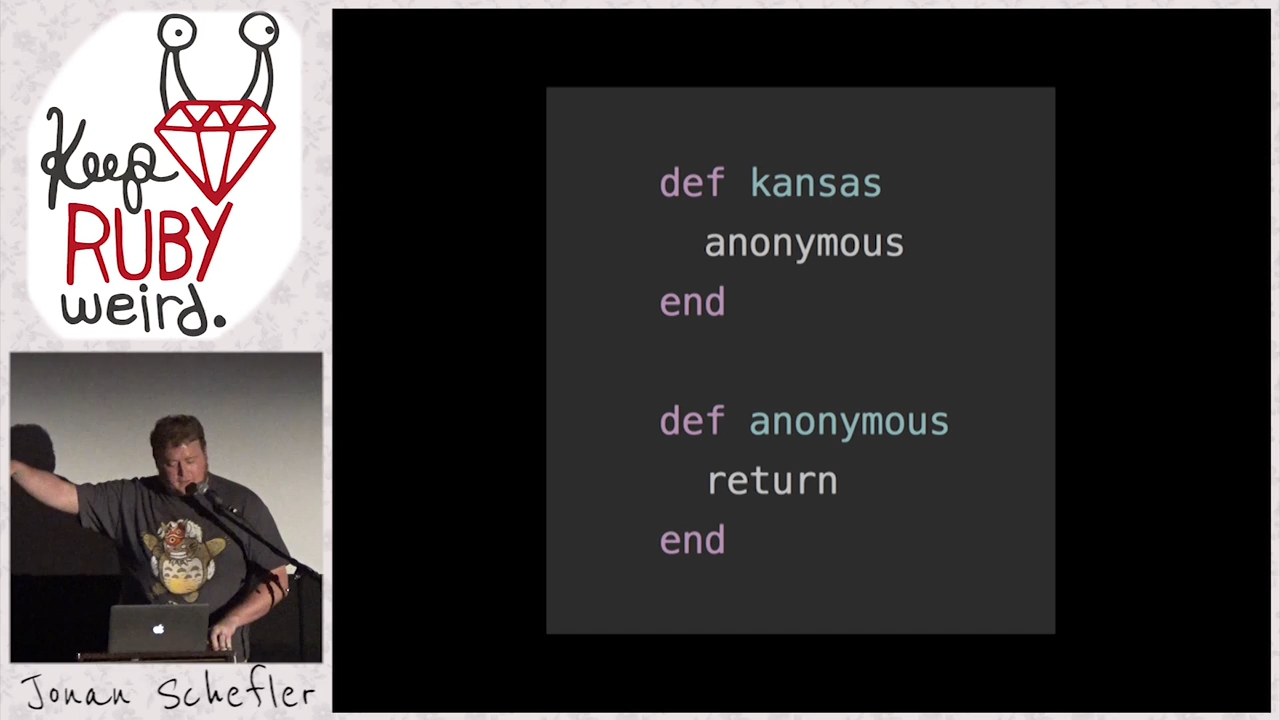 Keep
RUBY
weird.
def kansas
  anonymous
end
def anonymous
  return
end
Jonan Schefler